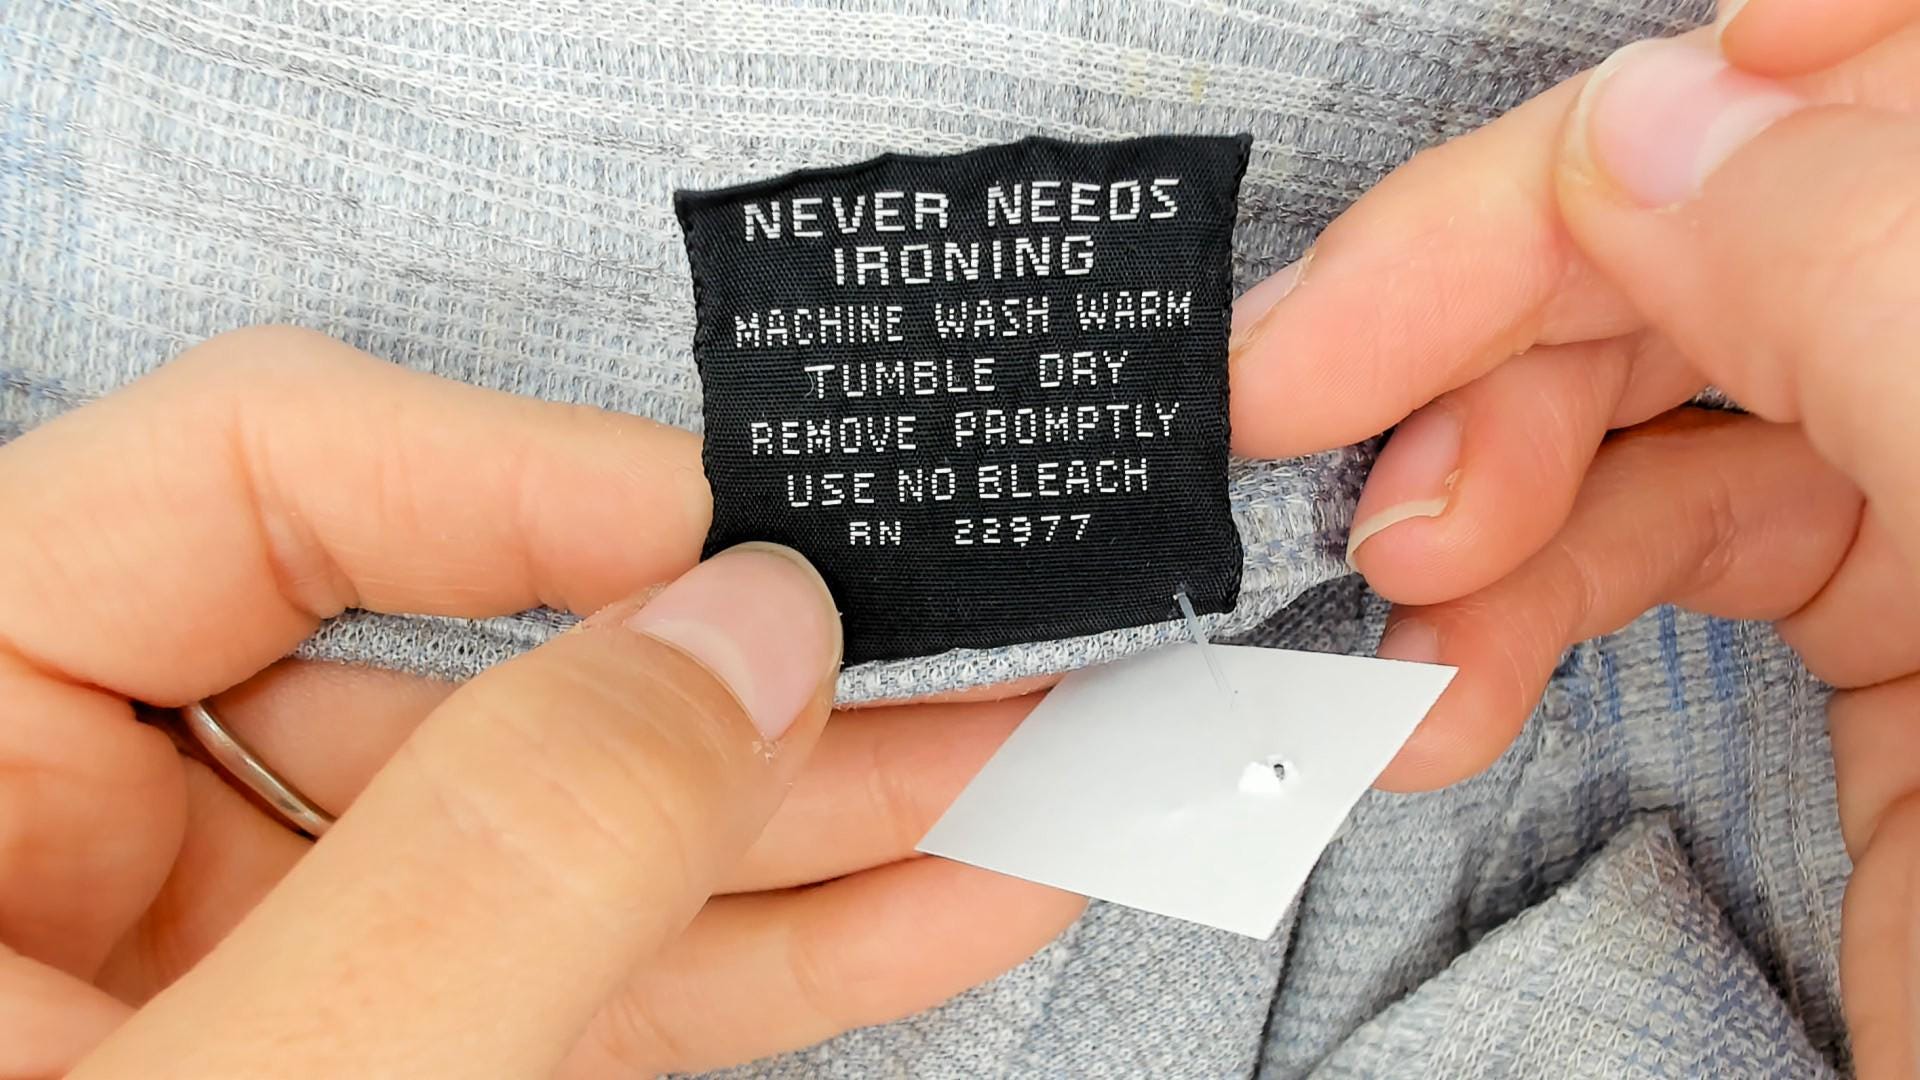 NEVER NEEDS
IRONING
MACHINE WASH WARM
TUMBLE DRY
REMOVE PROMPTLY
USE NO BLEACH
RN 22977